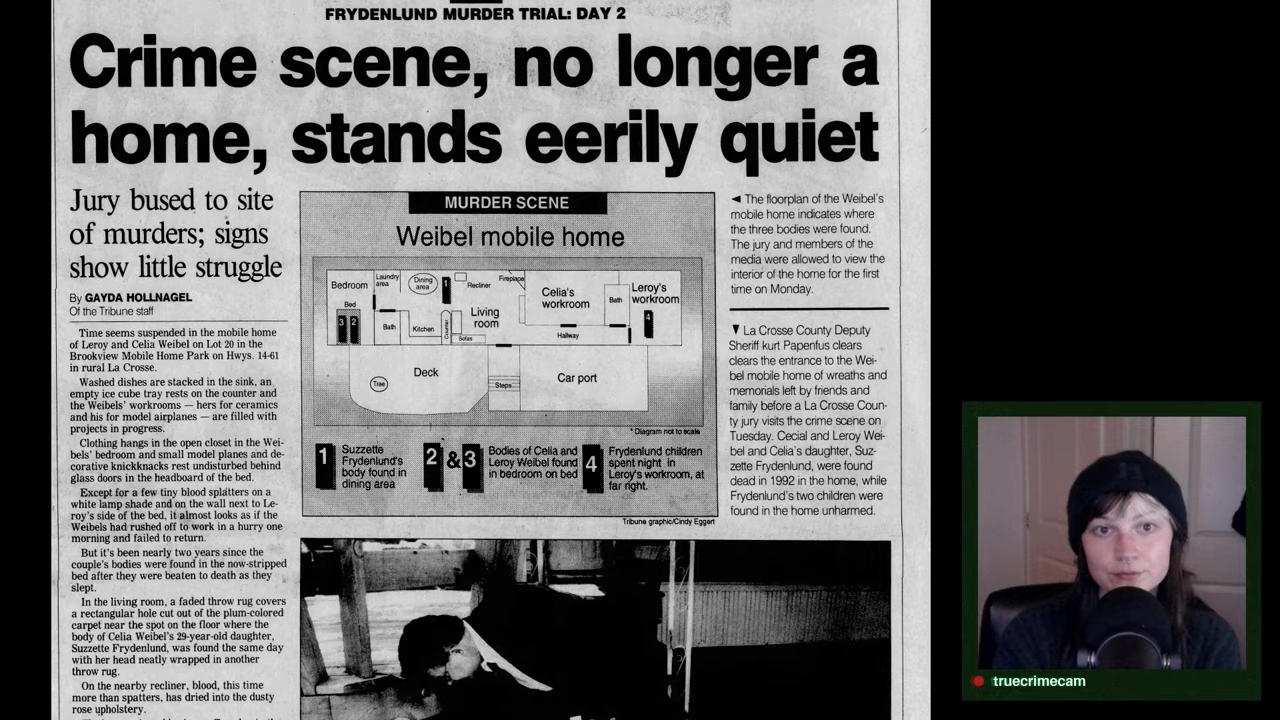 FRYDENLUND MURDER TRIAL: DAY 2
Crime scene, no longer a
home, stands eerily quiet
Jury bused to site
of murders; signs
show little struggle
By GAYDA HOLLNAGEL
Of the Tribune staff
Time seems suspended in the mobile home
of Leroy and Celia Weibel on Lot 20 in the
Brookview Mobile Home Park on Hwys. 14-61
in rural La Crosse.
Washed dishes are stacked in the sink, an
empty ice cube tray rests on the counter and
the Weibels' workrooms — hers for ceramics
and his for model airplanes — are filled with
projects in progress.
Clothing hangs in the open closet in the Wei-
bels' bedroom and small model planes and de-
corative knickknacks rest undisturbed behind
glass doors in the headboard of the bed.
Except for a few tiny blood splatters on a
white lamp shade and on the wall next to Le-
roy's side of the bed, it almost looks as if the
Weibels had rushed off to work in a hurry one
morning and failed to return.
But it's been nearly two years since the
couple's bodies were found in the now-stripped
bed after they were beaten to death as they
slept.
In the living room, a faded throw rug covers
a rectangular hole cut out of the plum-colored
carpet near the spot on the floor where the
body of Celia Weibel's 29-year-old daughter,
Suzzette Frydenlund, was found the same day
with her head neatly wrapped in another
throw rug.
On the nearby recliner, blood, this time
more than spatters, has dried into the dusty
rose upholstery.
MURDER SCENE
Weibel mobile home
Bedroom
Laundry
area
Dining
area
1
Recliner
Fireplace
Celia's
workroom
Bath
Leroy's
workroom
Bed
3 2
Bath
Kitchen
Counter
Living
room
Sofas
Hallway
4
Deck
Tree
Steps
Car port
* Diagram not to scale
1
Suzzette
Frydenlund's
body found in
dining area
2 & 3
Bodies of Celia and
Leroy Weibel found
in bedroom on bed
4
Frydenlund children
spent night in
Leroy's workroom, at
far right.
Tribune graphic/Cindy Eggert
◄ The floorplan of the Weibel's
mobile home indicates where
the three bodies were found.
The jury and members of the
media were allowed to view the
interior of the home for the first
time on Monday.
▼ La Crosse County Deputy
Sheriff kurt Papenfus clears
clears the entrance to the Wei-
bel mobile home of wreaths and
memorials left by friends and
family before a La Crosse Coun-
ty jury visits the crime scene on
Tuesday. Cecial and Leroy Wei-
bel and Celia's daughter, Suz-
zette Frydenlund, were found
dead in 1992 in the home, while
Frydenlund's two children were
found in the home unharmed.
truecrimecam